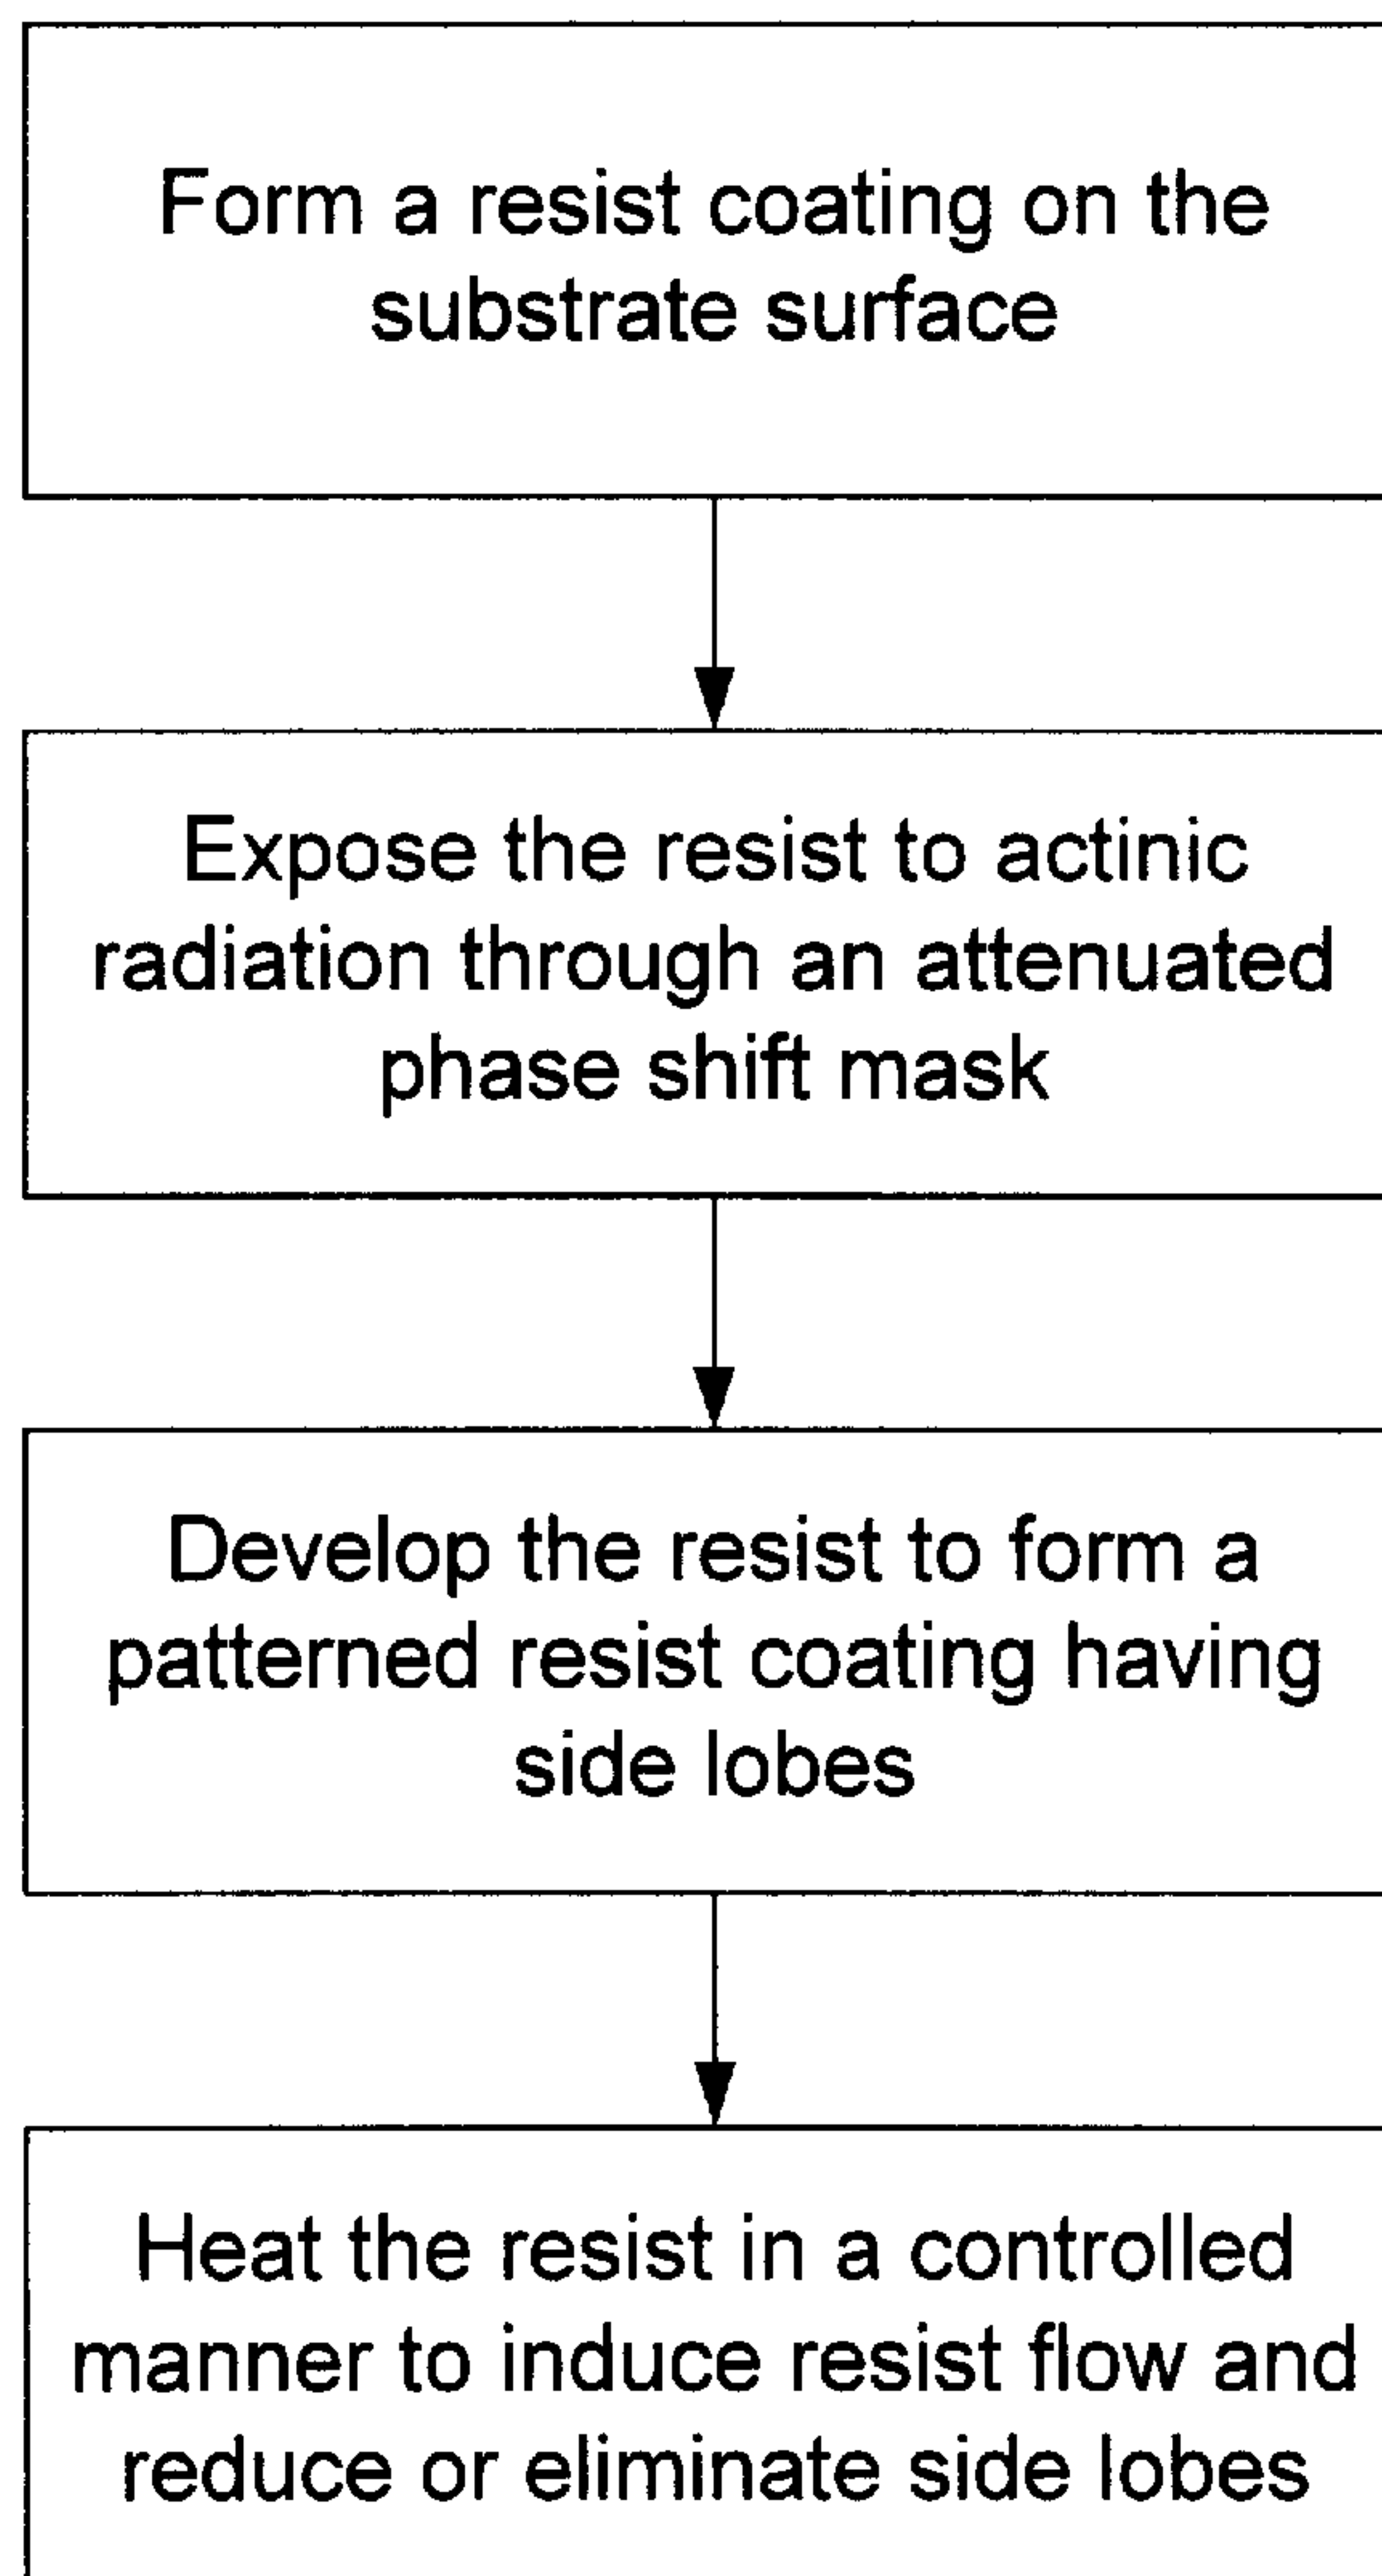 Form a resist coating on the
substrate surface
Expose the resist to actinic
radiation through an attenuated
phase shift mask
Develop the resist to form a
patterned resist coating having
side lobes
Heat the resist in a controlled
manner to induce resist flow and
reduce or eliminate side lobes